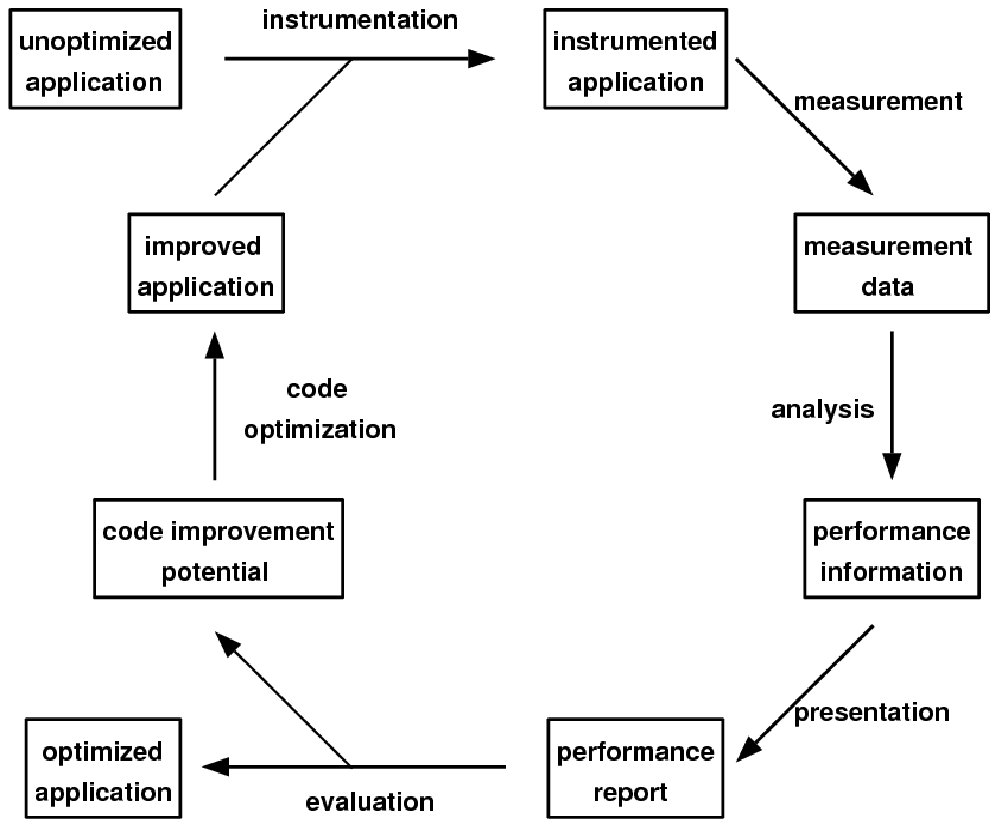 unoptimized
application
instrumentation
instrumented
application
measurement
improved
application
measurement
data
code
optimization
analysis
code improvement
potential
performance
information
presentation
optimized
application
evaluation
performance
report